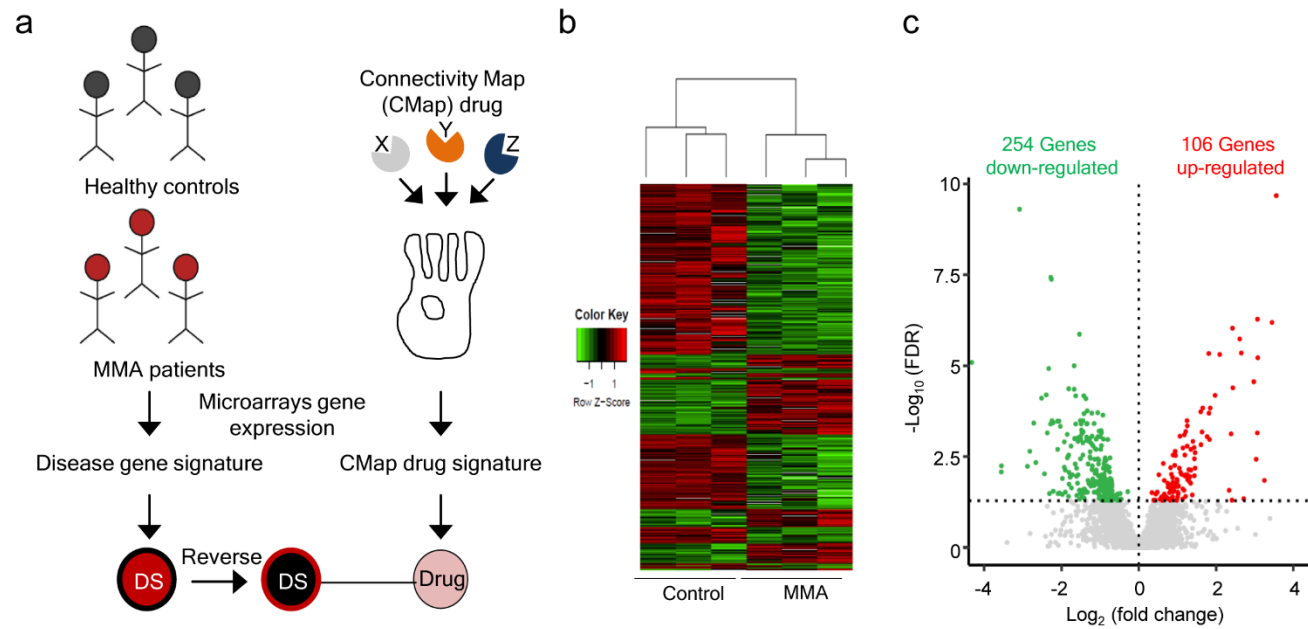 a
Healthy controls
MMA patients
Connectivity Map
(CMap) drug
X
Y
Z
Microarrays gene
expression
Disease gene signature
CMap drug signature
DS
Reverse
DS
Drug
b
Color Key
−1
1
Row Z-Score
Control
MMA
c
254 Genes
down-regulated
106 Genes
up-regulated
10
7.5
5
2.5
0
-Log10 (FDR)
-4
-2
0
2
4
Log2 (fold change)